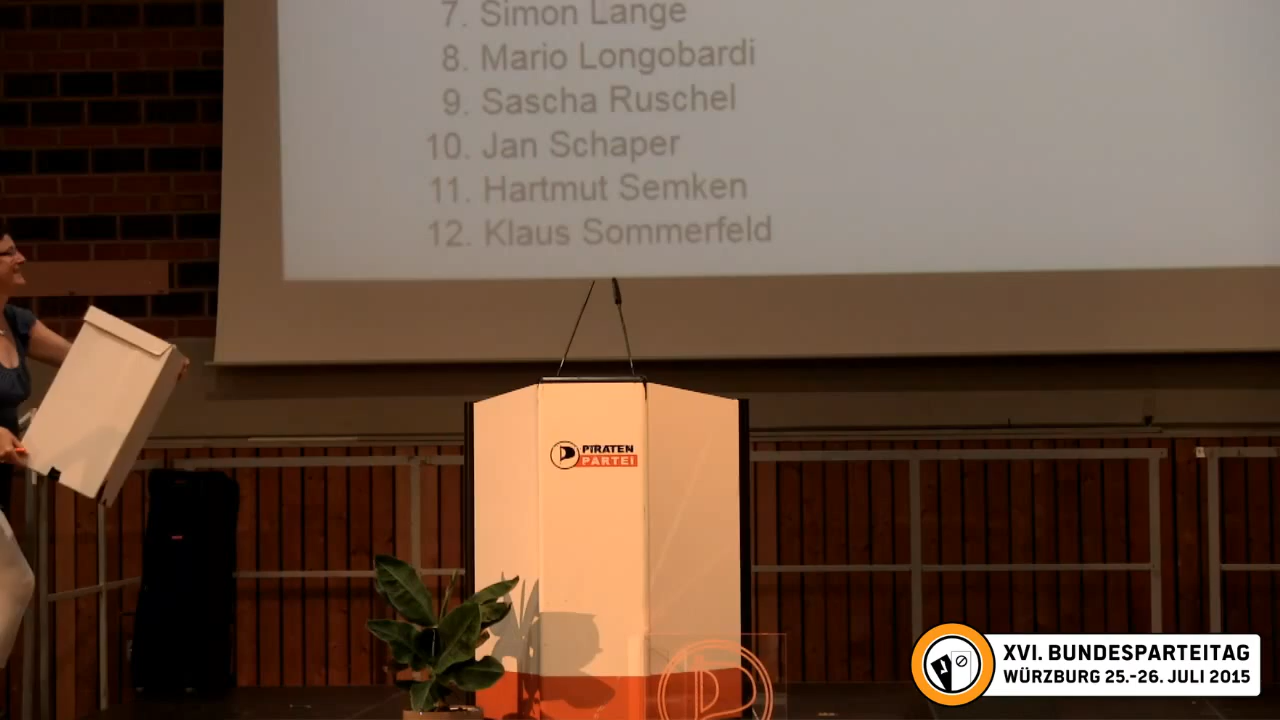 7. Simon Lange
8. Mario Longobardi
9. Sascha Ruschel
10. Jan Schaper
11. Hartmut Semken
12. Klaus Sommerfeld
PIRATEN
PARTEI
XVI. BUNDESPARTEITAG
WÜRZBURG 25.-26. JULI 2015